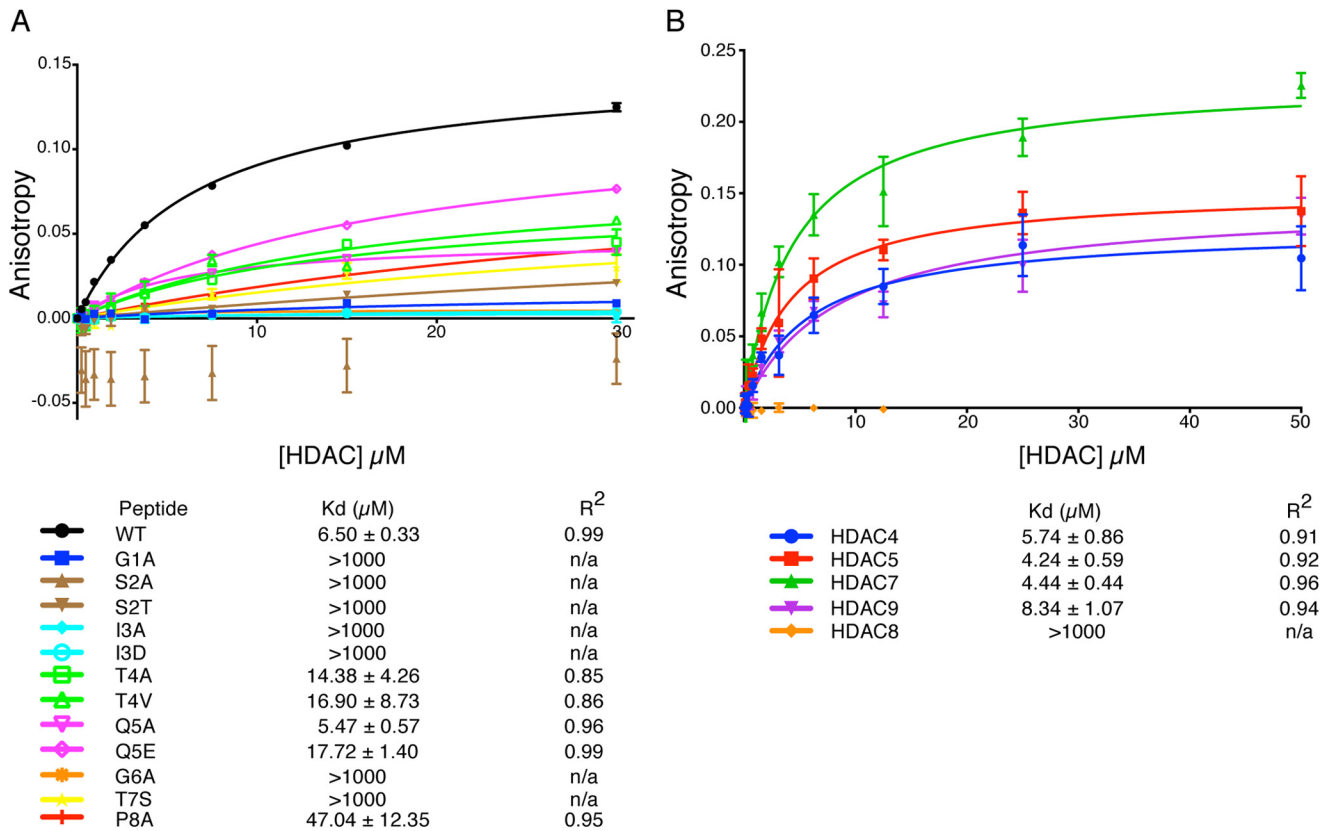 A
B
0.15
0.10
0.05
0.00
-0.05
10
20
30
Anisotropy
[HDAC] µM
0.25
0.20
0.15
0.10
0.05
0.00
10
20
30
40
50
Anisotropy
[HDAC] µM
Peptide Kd (µM) R2
WT 6.50 ± 0.33 0.99
G1A >1000 n/a
S2A >1000 n/a
S2T >1000 n/a
I3A >1000 n/a
I3D >1000 n/a
T4A 14.38 ± 4.26 0.85
T4V 16.90 ± 8.73 0.86
Q5A 5.47 ± 0.57 0.96
Q5E 17.72 ± 1.40 0.99
G6A >1000 n/a
T7S >1000 n/a
P8A 47.04 ± 12.35 0.95
Kd (µM) R2
HDAC4 5.74 ± 0.86 0.91
HDAC5 4.24 ± 0.59 0.92
HDAC7 4.44 ± 0.44 0.96
HDAC9 8.34 ± 1.07 0.94
HDAC8 >1000 n/a